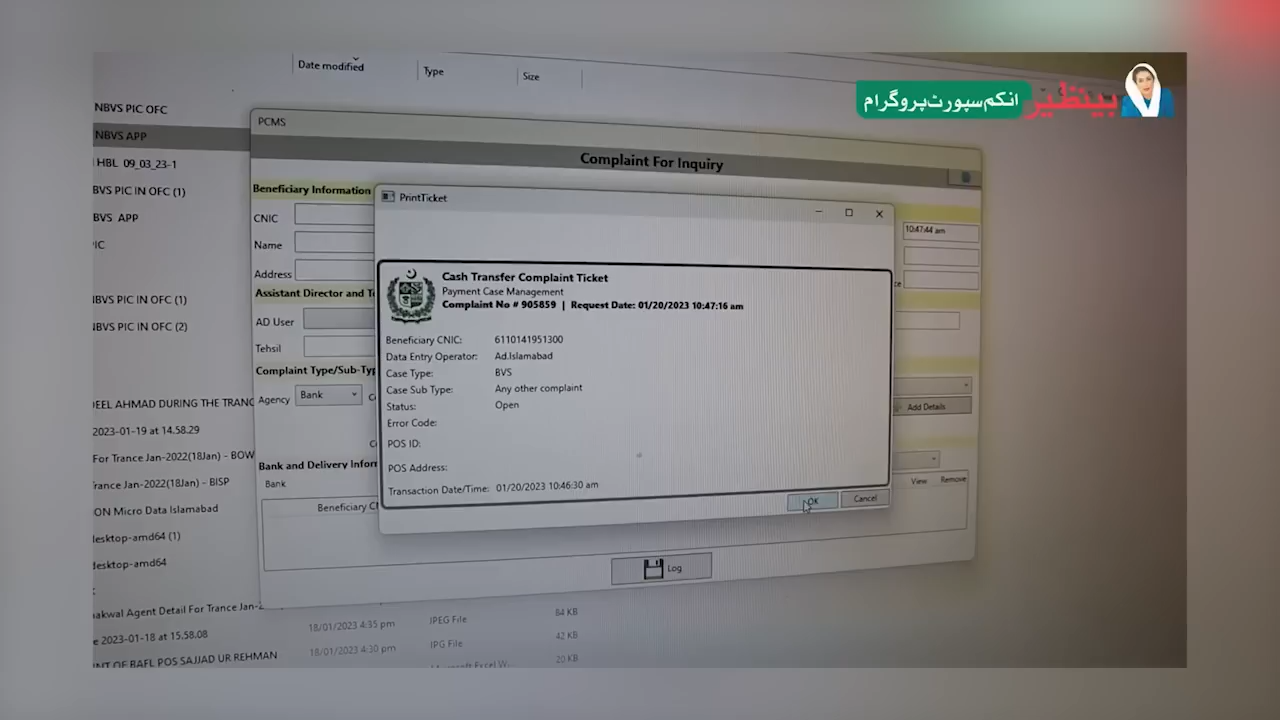 Date modified Type Size
بینظیر
انکم سپورٹ پروگرام
NBVS PIC OFC
NBVS APP
HBL 09_03_23-1
BVS PIC IN OFC (1)
BVS APP
IC
BVS PIC IN OFC (1)
NBVS PIC IN OFC (2)
EEL AHMAD DURING THE TRANC
2023-01-19 at 14.58.29
For Trance Jan-2022(18Jan) - BOW
rance Jan-2022(18Jan) - BISP
ON Micro Data Islamabad
desktop-amd64 (1)
esktop-amd64
akwal Agent Detail For Trance Jan-2
e 2023-01-18 at 15.58.08 18/01/2023 4:35 pm JPEG File 84 KB
NT OF BAFL POS SAJJAD UR REHMAN 18/01/2023 4:30 pm JPG File 42 KB
Microsoft Excel W... 20 KB
PCMS
Complaint For Inquiry
Beneficiary Information
CNIC
Name
Address
Assistant Director and Te
AD User
Tehsil
Complaint Type/Sub-Typ
Agency Bank
Bank and Delivery Inforn
Bank
Beneficiary CN
10:47:44 am
Add Details
View Remove
Log
PrintTicket
Cash Transfer Complaint Ticket
Payment Case Management
Complaint No # 905859 | Request Date: 01/20/2023 10:47:16 am
Beneficiary CNIC: 6110141951300
Data Entry Operator: Ad.Islamabad
Case Type: BVS
Case Sub Type: Any other complaint
Status: Open
Error Code:
POS ID:
POS Address:
Transaction Date/Time: 01/20/2023 10:46:30 am
OK Cancel